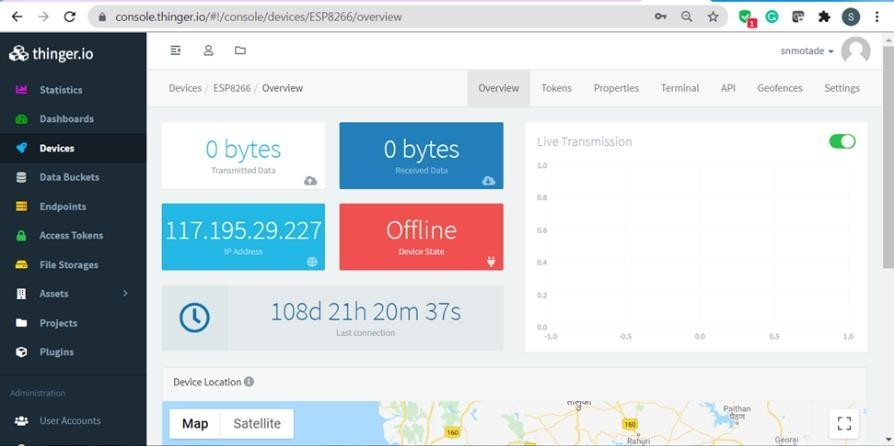 console.thinger.io/#!/console/devices/ESP8266/overview
1
S
thinger.io
snmotade
Statistics
Dashboards
Devices
Data Buckets
Endpoints
Access Tokens
File Storages
Assets
Projects
Plugins
Administration
User Accounts
Devices / ESP8266 / Overview
Overview Tokens Properties Terminal API Geofences Settings
0 bytes
Transmitted Data
0 bytes
Received Data
117.195.29.227
IP Address
Offline
Device State
108d 21h 20m 37s
Last connection
Live Transmission
1.0
0.8
0.6
0.4
0.2
0.0
-1.0 -0.5 0.0 0.5 1.0
Device Location
Map Satellite
160
160
Rahuri
Paithan
पैठण
Georai